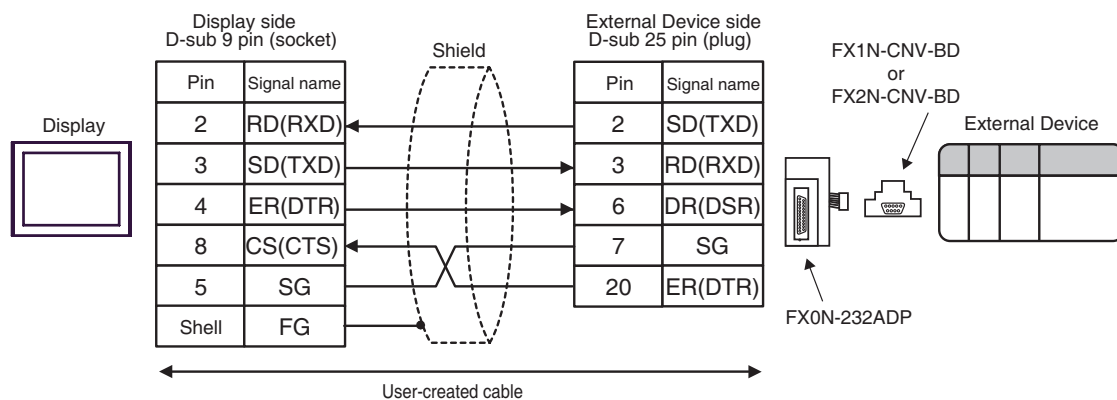 Display side
D-sub 9 pin (socket)
Shield
External Device side
D-sub 25 pin (plug)
FX1N-CNV-BD
or
FX2N-CNV-BD
Display
External Device
Pin Signal name
2 RD(RXD)
3 SD(TXD)
4 ER(DTR)
8 CS(CTS)
5 SG
Shell FG
Pin Signal name
2 SD(TXD)
3 RD(RXD)
6 DR(DSR)
7 SG
20 ER(DTR)
FX0N-232ADP
User-created cable